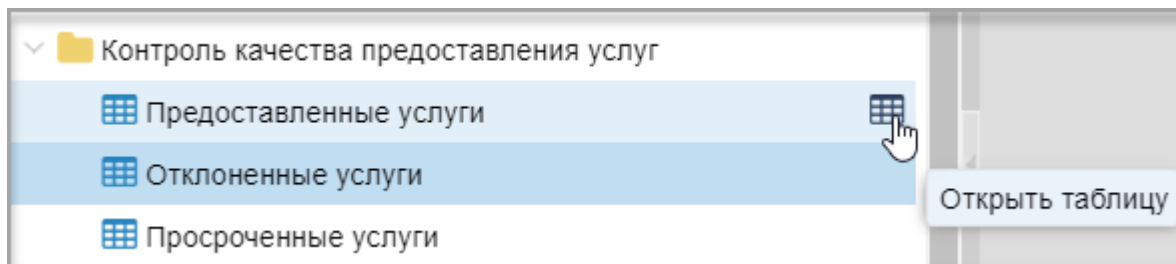 Контроль качества предоставления услуг
Предоставленные услуги
Отклоненные услуги
Открыть таблицу
Просроченные услуги